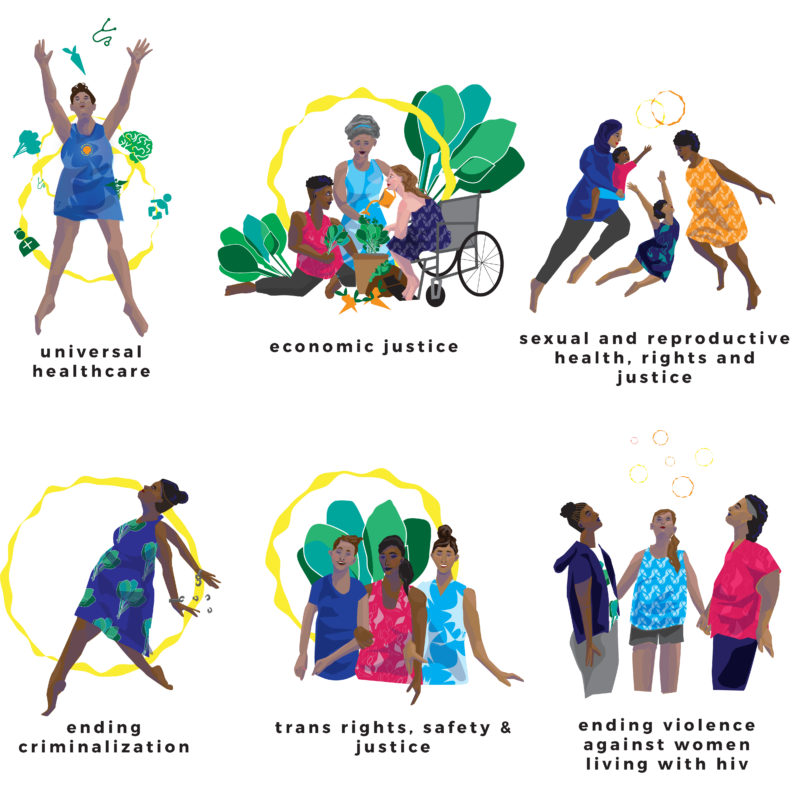 universal
healthcare
economic justice
sexual and reproductive
health, rights and
justice
ending
criminalization
trans rights, safety &
justice
ending violence
against women
living with hiv